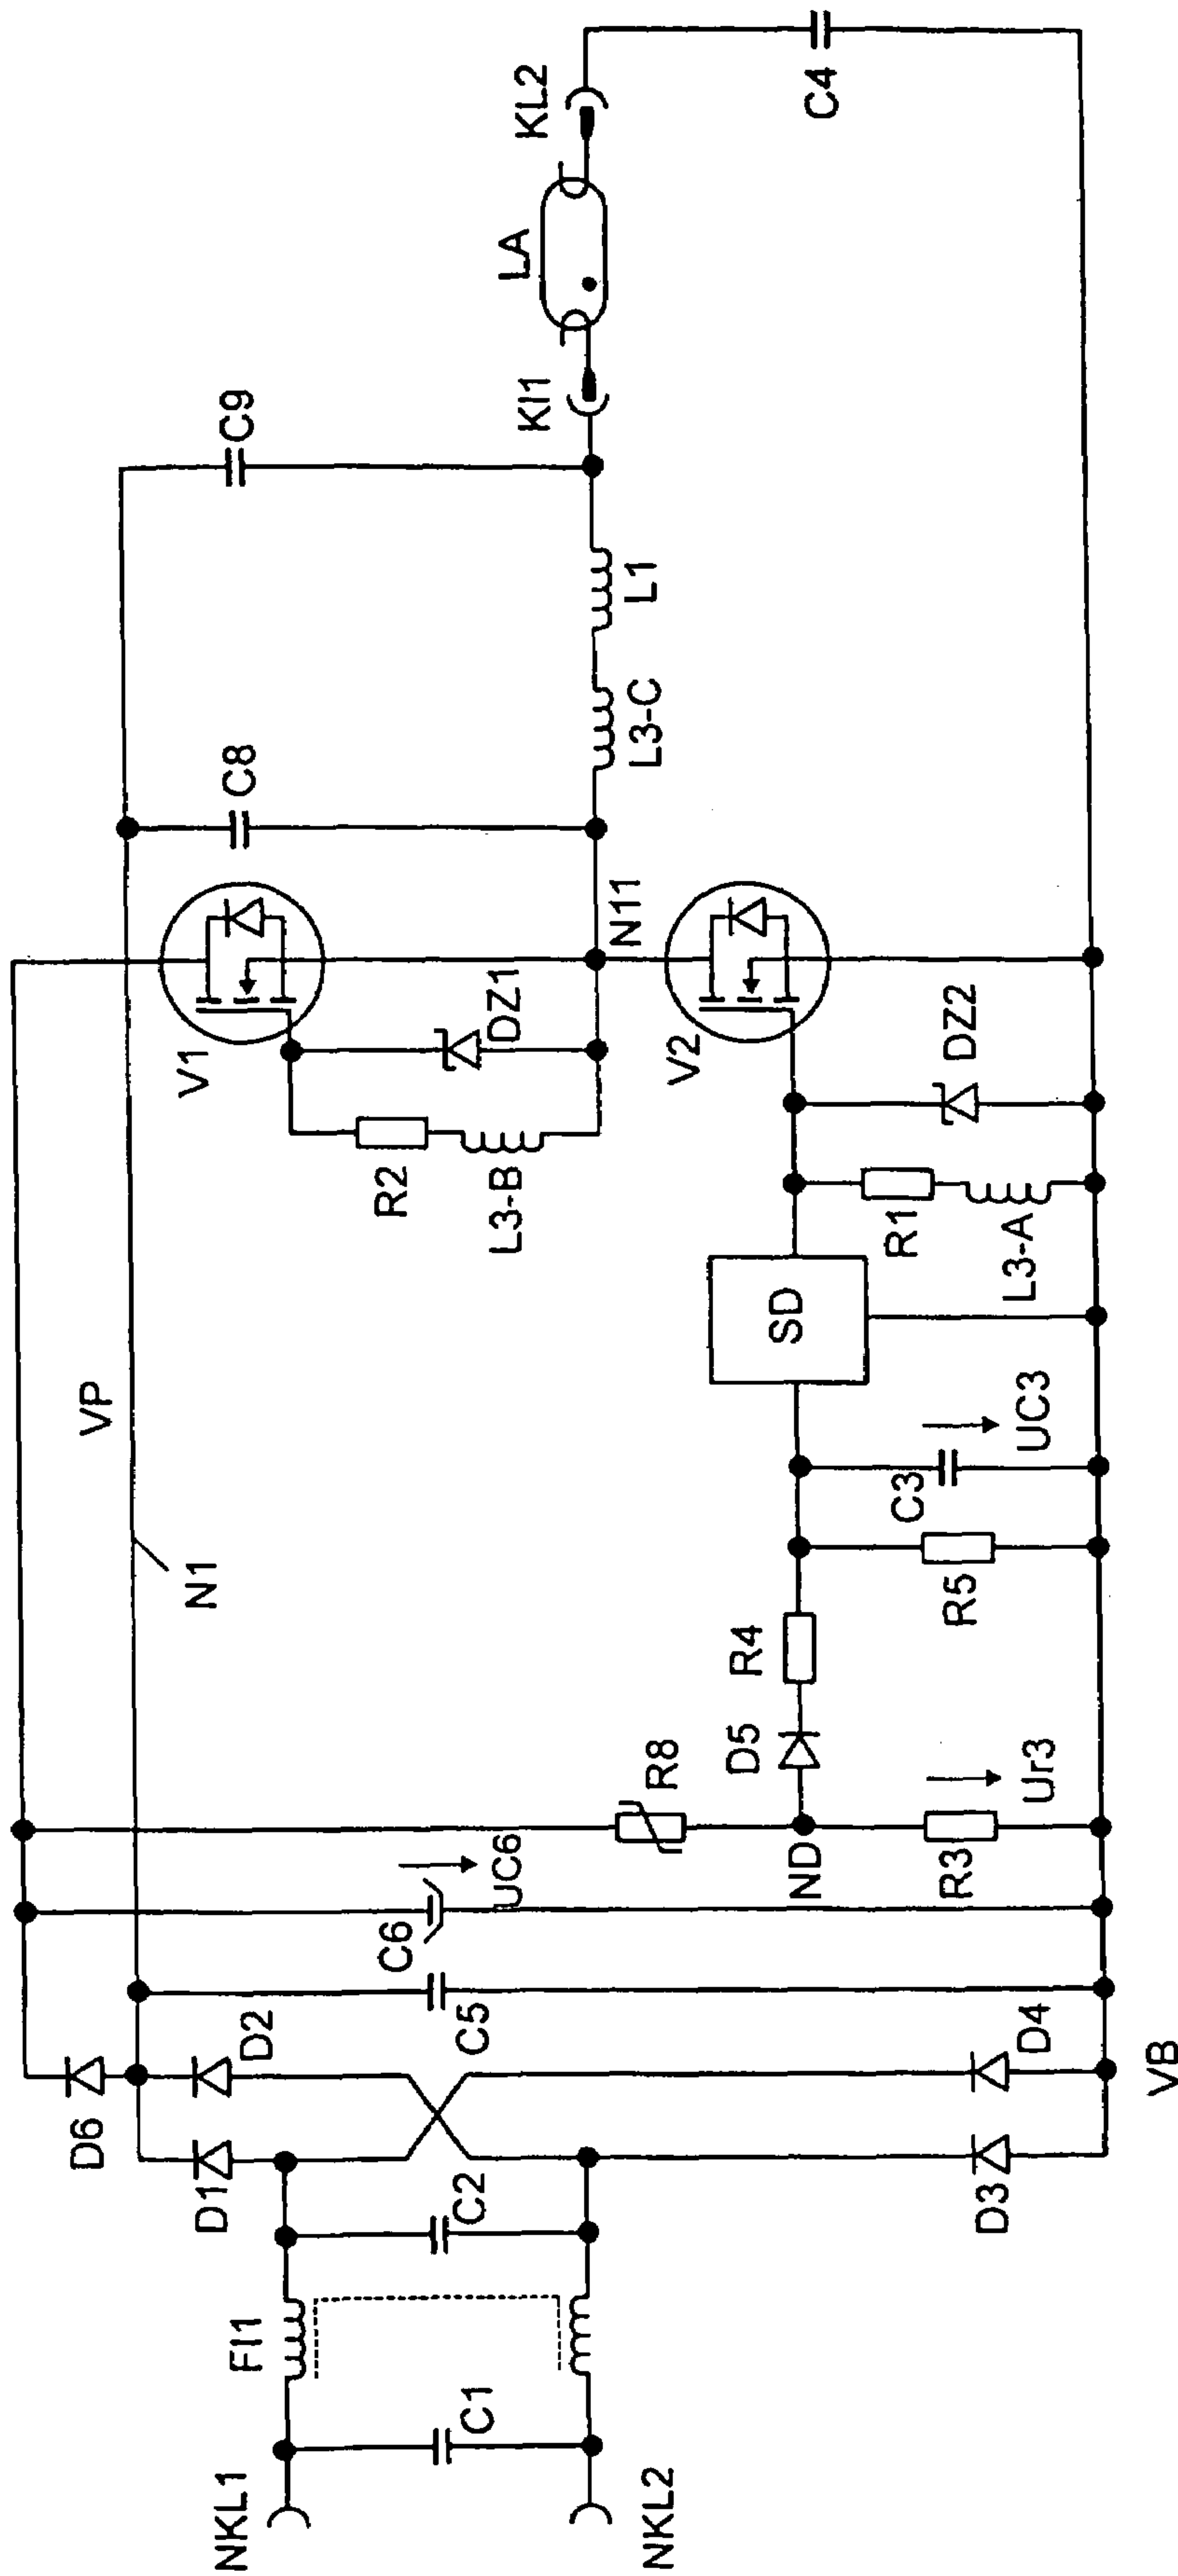 NKL1
NKL2
C1
FI1
C2
D1
D6
D2
D3
D4
VB
C5
C6
UC6
R8
ND
R3
Ur3
D5
R4
R5
C3
UC3
N1
VP
SD
R1
L3-A
DZ2
R2
L3-B
DZ1
V1
V2
N11
C8
L3-C
L1
C9
KI1
LA
KL2
C4